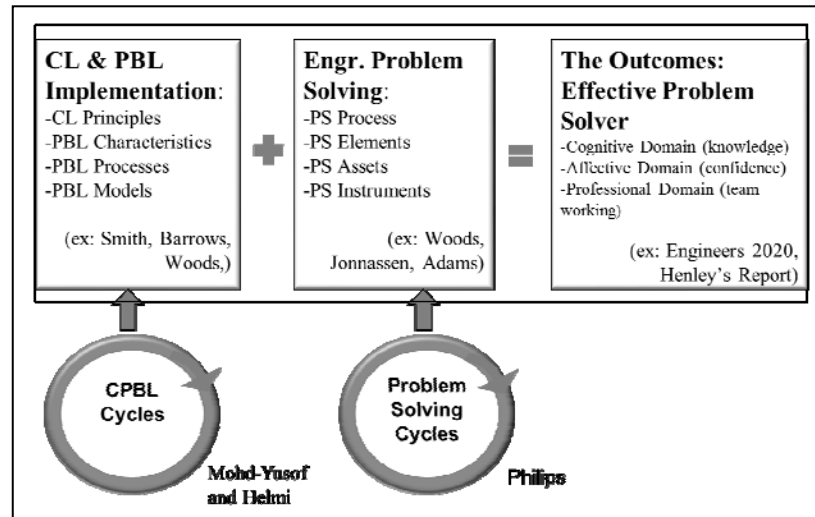 CL & PBL
Implementation:
-CL Principles
-PBL Characteristics
-PBL Processes
-PBL Models
(ex: Smith, Barrows,
Woods,)
Engr. Problem
Solving:
-PS Process
-PS Elements
-PS Assets
-PS Instruments
(ex: Woods,
Jonnassen, Adams)
The Outcomes:
Effective Problem
Solver
-Cognitive Domain (knowledge)
-Affective Domain (confidence)
-Professional Domain (team
working)
(ex: Engineers 2020,
Henley's Report)
CPBL
Cycles
Mohd-Yusof
and Helmi
Problem
Solving
Cycles
Philips